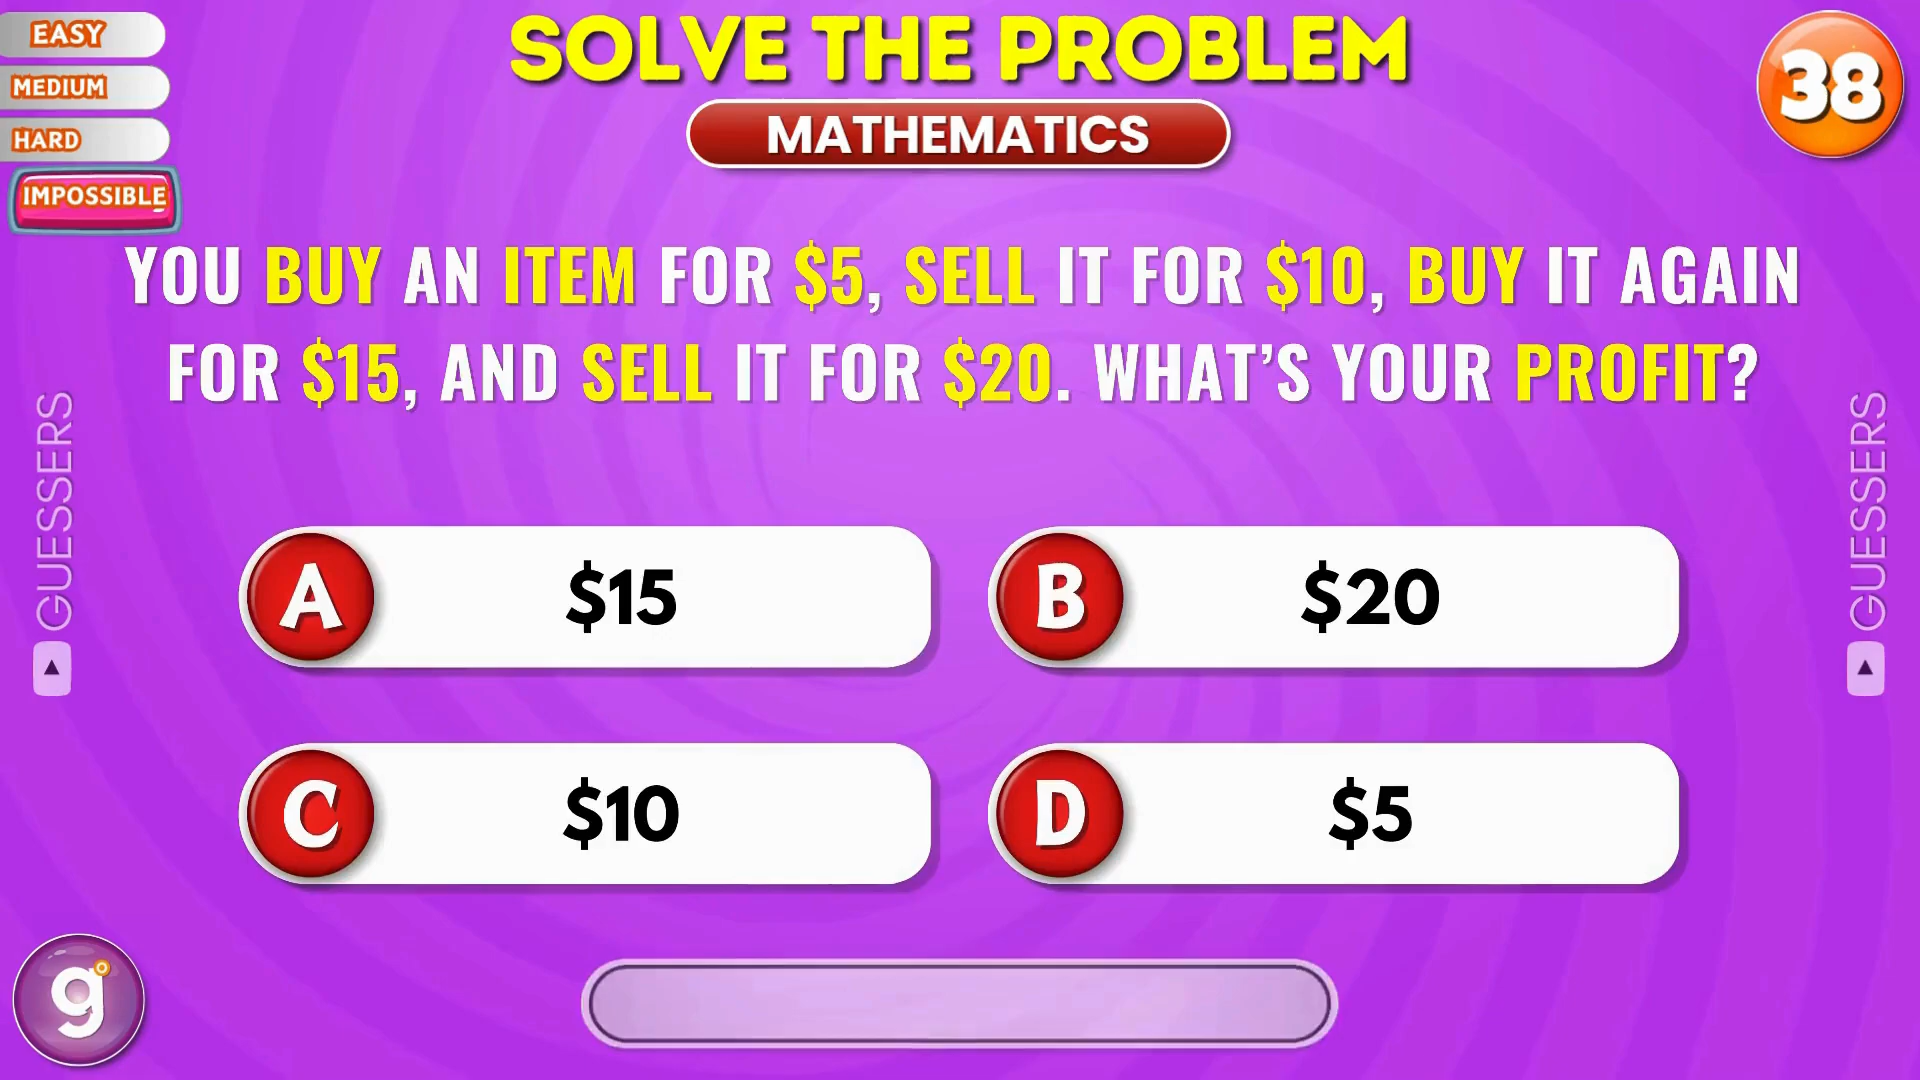 EASY
MEDIUM
HARD
IMPOSSIBLE
SOLVE THE PROBLEM
MATHEMATICS
38
YOU BUY AN ITEM FOR $5, SELL IT FOR $10, BUY IT AGAIN
FOR $15, AND SELL IT FOR $20. WHAT’S YOUR PROFIT?
GUESSERS
GUESSERS
A $15
B $20
C $10
D $5
g